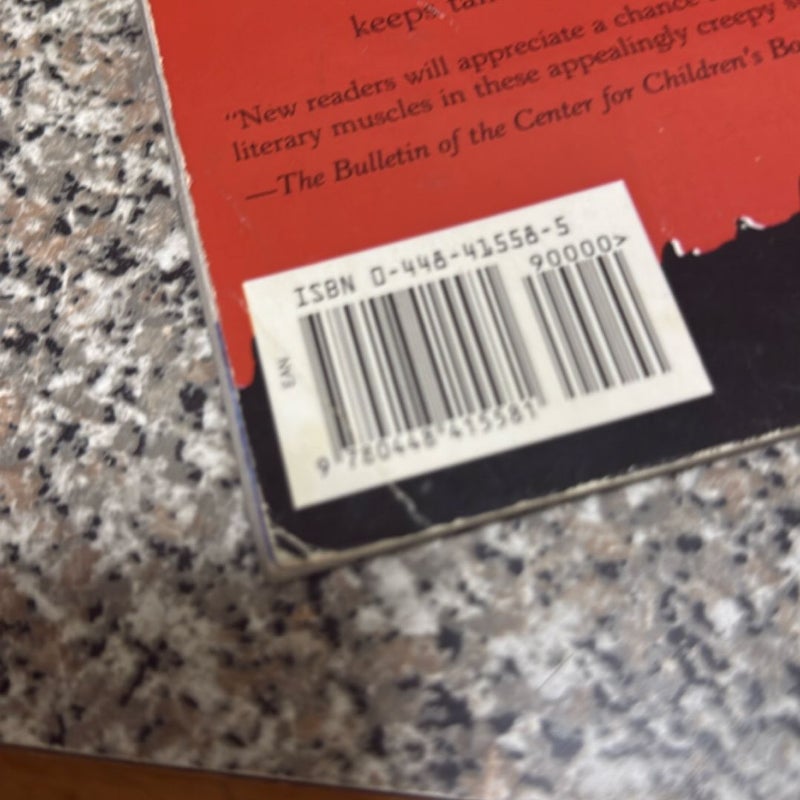 keeps
"New readers will appreciate a chance
literary muscles in these appealingly creepy
—The Bulletin of the Center for Children's
ISBN 0-448-41558-5
90000>
EAN
9 780448 415581